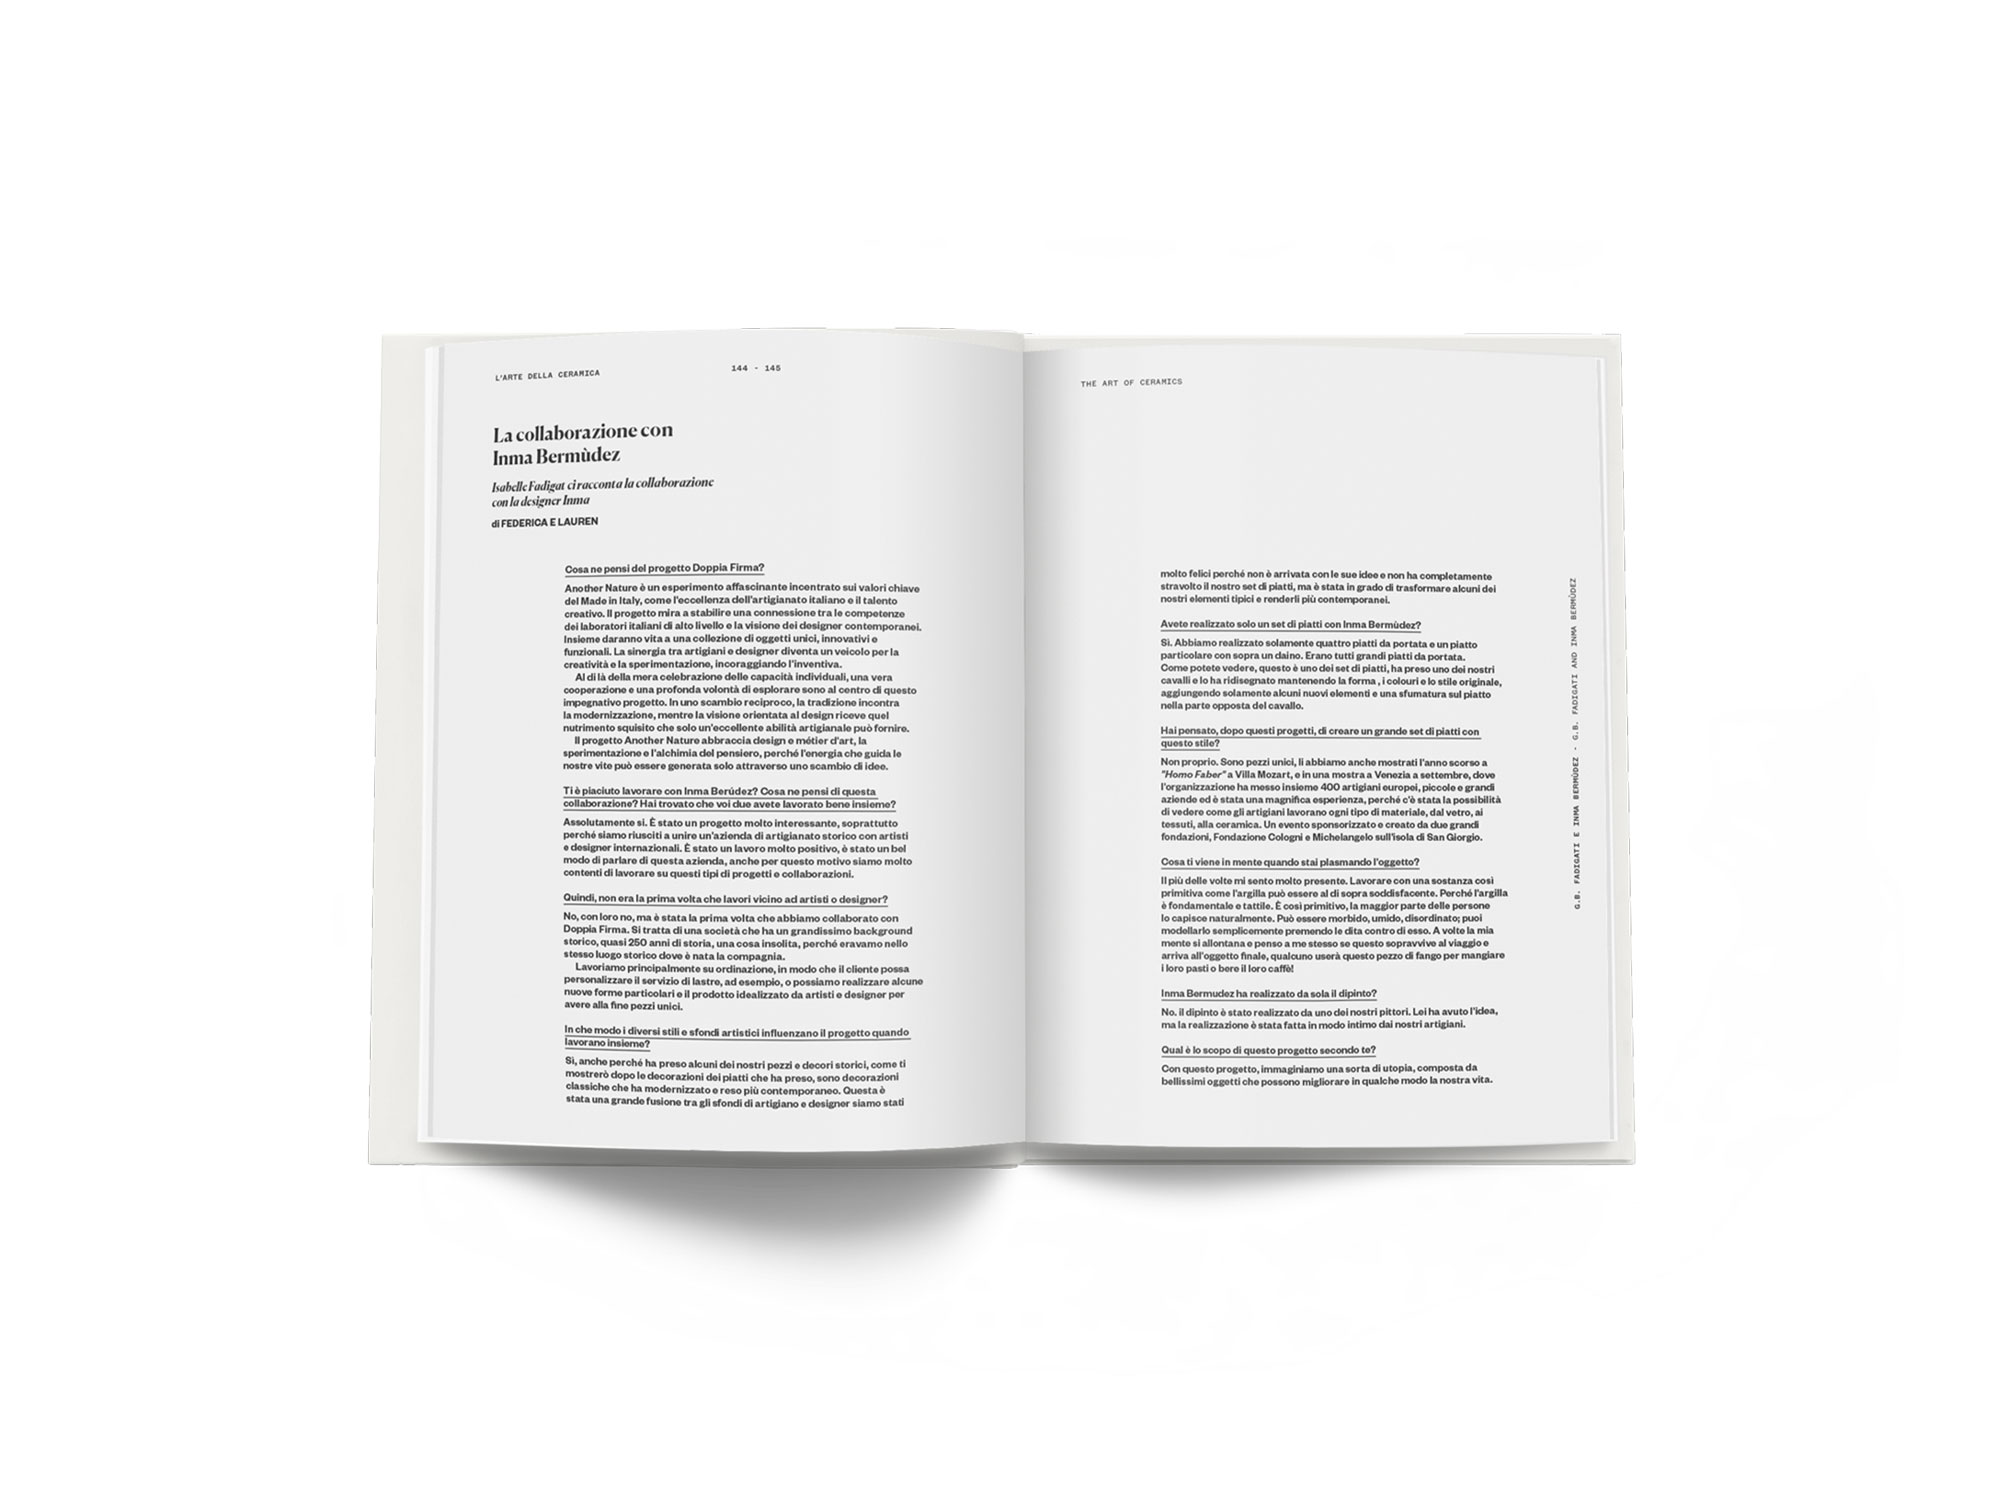 L'ARTE DELLA CERAMICA
144 - 145
La collaborazione con
Inma Bermùdez
Isabelle Fadigat ci racconta la collaborazione
con la designer Inma
di FEDERICA E LAUREN
Cosa ne pensi del progetto Doppia Firma?
Another Nature è un esperimento affascinante incentrato sui valori chiave
del Made in Italy, come l'eccellenza dell'artigianato italiano e il talento
creativo. Il progetto mira a stabilire una connessione tra le competenze
dei laboratori italiani di alto livello e la visione dei designer contemporanei.
Insieme daranno vita a una collezione di oggetti unici, innovativi e
funzionali. La sinergia tra artigiani e designer diventa un veicolo per la
creatività e la sperimentazione, incoraggiando l'inventiva.
Al di là della mera celebrazione delle capacità individuali, una vera
cooperazione e una profonda volontà di esplorare sono al centro di questo
impegnativo progetto. In uno scambio reciproco, la tradizione incontra
la modernizzazione, mentre la visione orientata al design riceve quel
nutrimento squisito che solo un'eccellente abilità artigianale può fornire.
Il progetto Another Nature abbraccia design e métier d'art, la
sperimentazione e l'alchimia del pensiero, perché l'energia che guida le
nostre vite può essere generata solo attraverso uno scambio di idee.
Ti è piaciuto lavorare con Inma Berúdez? Cosa ne pensi di questa
collaborazione? Hai trovato che voi due avete lavorato bene insieme?
Assolutamente si. È stato un progetto molto interessante, soprattutto
perché siamo riusciti a unire un'azienda di artigianato storico con artisti
e designer internazionali. È stato un lavoro molto positivo, è stato un bel
modo di parlare di questa azienda, anche per questo motivo siamo molto
contenti di lavorare su questi tipi di progetti e collaborazioni.
Quindi, non era la prima volta che lavori vicino ad artisti o designer?
No, con loro no, ma è stata la prima volta che abbiamo collaborato con
Doppia Firma. Si tratta di una società che ha un grandissimo background
storico, quasi 250 anni di storia, una cosa insolita, perché eravamo nello
stesso luogo storico dove è nata la compagnia.
Lavoriamo principalmente su ordinazione, in modo che il cliente possa
personalizzare il servizio di lastre, ad esempio, o possiamo realizzare alcune
nuove forme particolari e il prodotto idealizzato da artisti e designer per
avere alla fine pezzi unici.
In che modo i diversi stili e sfondi artistici influenzano il progetto quando
lavorano insieme?
Sì, anche perché ha preso alcuni dei nostri pezzi e decori storici, come ti
mostrerò dopo le decorazioni dei piatti che ha preso, sono decorazioni
classiche che ha modernizzato e reso più contemporaneo. Questa è
stata una grande fusione tra gli sfondi di artigiano e designer siamo stati
THE ART OF CERAMICS
molto felici perché non è arrivata con le sue idee e non ha completamente
stravolto il nostro set di piatti, ma è stata in grado di trasformare alcuni dei
nostri elementi tipici e renderli più contemporanei.
Avete realizzato solo un set di piatti con Inma Bermùdez?
Sì. Abbiamo realizzato solamente quattro piatti da portata e un piatto
particolare con sopra un daino. Erano tutti grandi piatti da portata.
Come potete vedere, questo è uno dei set di piatti, ha preso uno dei nostri
cavalli e lo ha ridisegnato mantenendo la forma , i colouri e lo stile originale,
aggiungendo solamente alcuni nuovi elementi e una sfumatura sul piatto
nella parte opposta del cavallo.
Hai pensato, dopo questi progetti, di creare un grande set di piatti con
questo stile?
Non proprio. Sono pezzi unici, li abbiamo anche mostrati l'anno scorso a
"Homo Faber" a Villa Mozart, e in una mostra a Venezia a settembre, dove
l'organizzazione ha messo insieme 400 artigiani europei, piccole e grandi
aziende ed è stata una magnifica esperienza, perché c'è stata la possibilità
di vedere come gli artigiani lavorano ogni tipo di materiale, dal vetro, ai
tessuti, alla ceramica. Un evento sponsorizzato e creato da due grandi
fondazioni, Fondazione Cologni e Michelangelo sull'isola di San Giorgio.
Cosa ti viene in mente quando stai plasmando l'oggetto?
Il più delle volte mi sento molto presente. Lavorare con una sostanza così
primitiva come l'argilla può essere al di sopra soddisfacente. Perché l'argilla
è fondamentale e tattile. È così primitivo, la maggior parte delle persone
lo capisce naturalmente. Può essere morbido, umido, disordinato; puoi
modellarlo semplicemente premendo le dita contro di esso. A volte la mia
mente si allontana e penso a me stesso se questo sopravvive al viaggio e
arriva all'oggetto finale, qualcuno userà questo pezzo di fango per mangiare
i loro pasti o bere il loro caffè!
Inma Bermudez ha realizzato da sola il dipinto?
No. il dipinto è stato realizzato da uno dei nostri pittori. Lei ha avuto l'idea,
ma la realizzazione è stata fatta in modo intimo dai nostri artigiani.
Qual è lo scopo di questo progetto secondo te?
Con questo progetto, immaginiamo una sorta di utopia, composta da
bellissimi oggetti che possono migliorare in qualche modo la nostra vita.
G.B. FADIGATI E INMA BERMÙDEZ - G.B. FADIGATI AND INMA BERMÙDEZ